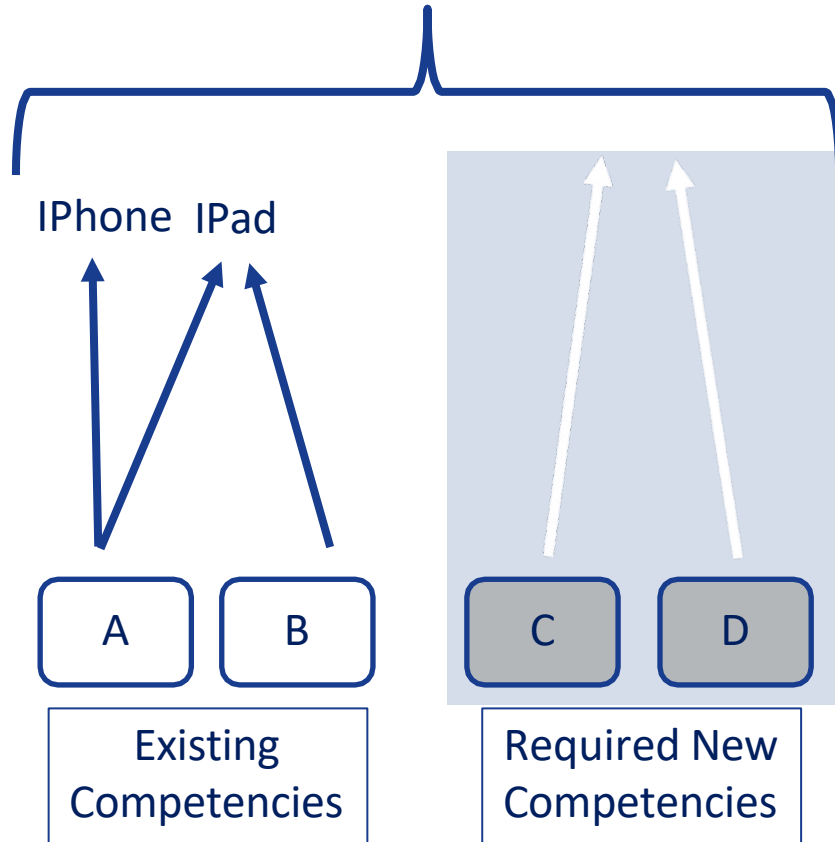 IPhone IPad
A B C D
Existing
Competencies
Required New
Competencies